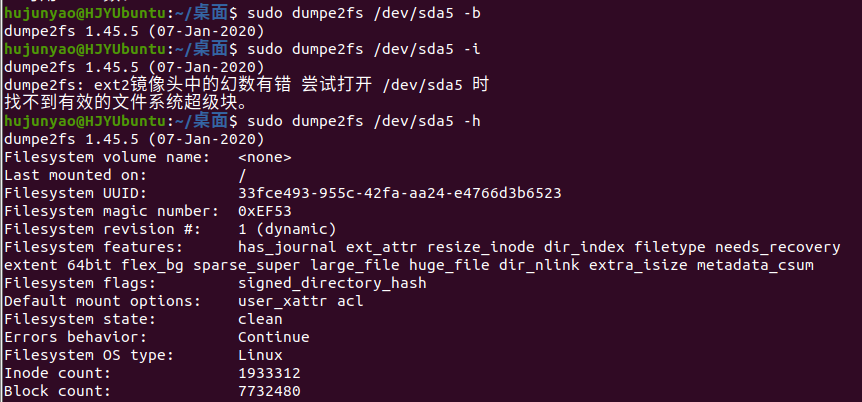 hujunyao@HJYUbuntu:~/桌面$ sudo dumpe2fs /dev/sda5 -b
dumpe2fs 1.45.5 (07-Jan-2020)
hujunyao@HJYUbuntu:~/桌面$ sudo dumpe2fs /dev/sda5 -i
dumpe2fs 1.45.5 (07-Jan-2020)
dumpe2fs: ext2镜像头中的幻数有错 尝试打开 /dev/sda5 时
找不到有效的文件系统超级块。
hujunyao@HJYUbuntu:~/桌面$ sudo dumpe2fs /dev/sda5 -h
dumpe2fs 1.45.5 (07-Jan-2020)
Filesystem volume name:   <none>
Last mounted on:          /
Filesystem UUID:          33fce493-955c-42fa-aa24-e4766d3b6523
Filesystem magic number:  0xEF53
Filesystem revision #:    1 (dynamic)
Filesystem features:      has_journal ext_attr resize_inode dir_index filetype needs_recovery
extent 64bit flex_bg sparse_super large_file huge_file dir_nlink extra_isize metadata_csum
Filesystem flags:         signed_directory_hash
Default mount options:    user_xattr acl
Filesystem state:         clean
Errors behavior:          Continue
Filesystem OS type:       Linux
Inode count:              1933312
Block count:              7732480